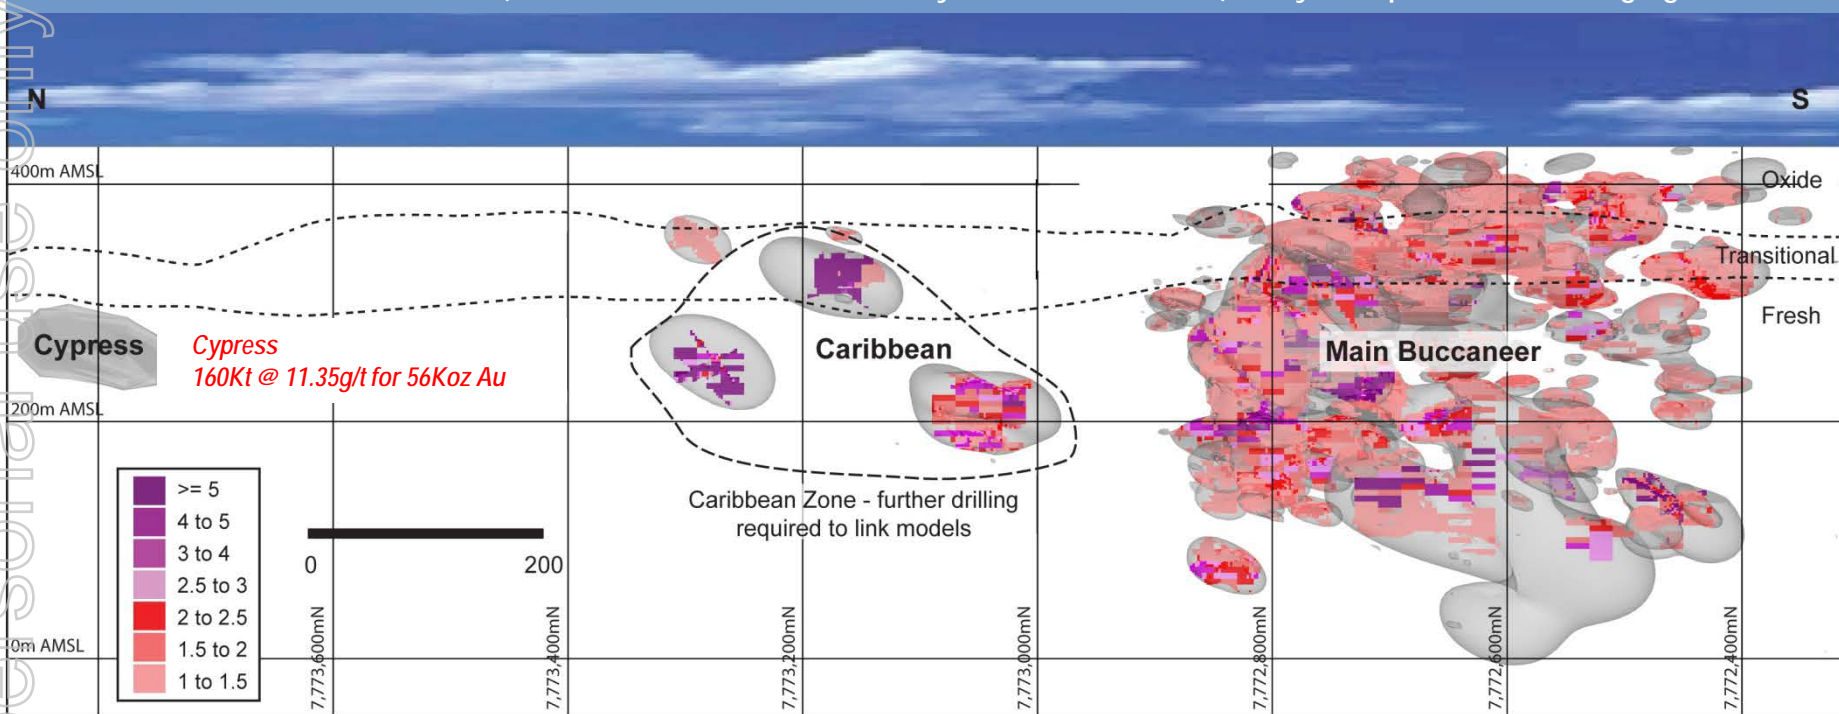 N
S
400m AMSL
Oxide
Transitional
Fresh
Cypress
Cypress
160Kt @ 11.35g/t for 56Koz Au
Caribbean
Main Buccaneer
200m AMSL
Caribbean Zone - further drilling
required to link models
>= 5
4 to 5
3 to 4
2.5 to 3
2 to 2.5
1.5 to 2
1 to 1.5
0 200
0m AMSL
7,773,600mN
7,773,400mN
7,773,200mN
7,773,000mN
7,772,800mN
7,772,600mN
7,772,400mN